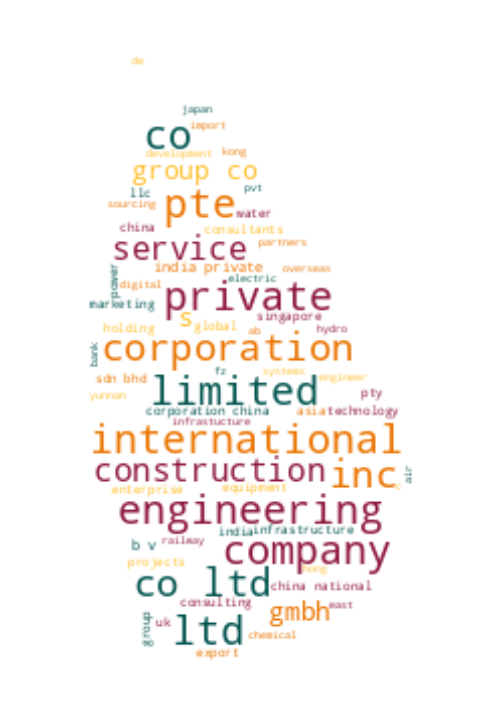 de
japan
co import
development kong
group co
llc pvt
sourcing pte water
china consultants
service partners
india private overseas
power digital electric
marketing private
s singapore
holding global ab hydro
bank corporation
sdn bhd fz systems engineer
yunnan limited pty
corporation china asia technology
infrastucture
international
construction inc air
enterprise equipment c
engineering
india infrastructure
b v railway company
projects hong
co ltd china national
consulting gmbh east
group uk ltd chemical
export